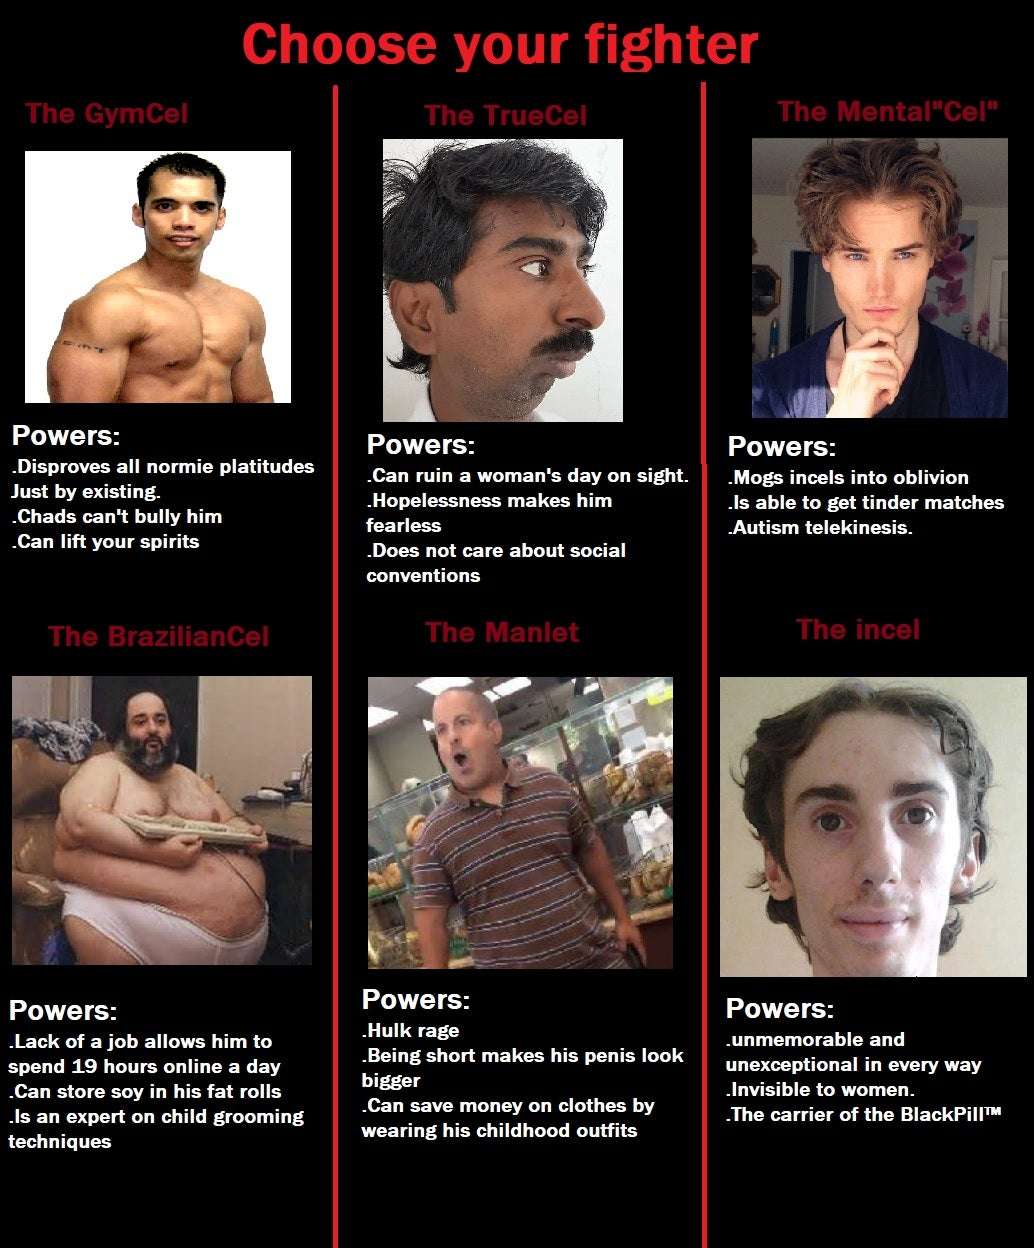 Choose your fighter
The GymCel
Powers:
.Disproves all normie platitudes
Just by existing.
.Chads can't bully him
.Can lift your spirits
The TrueCel
Powers:
.Can ruin a woman's day on sight.
.Hopelessness makes him
fearless
.Does not care about social
conventions
The Mental"Cel"
Powers:
.Mogs incels into oblivion
.Is able to get tinder matches
.Autism telekinesis.
The BrazilianCel
Powers:
.Lack of a job allows him to
spend 19 hours online a day
.Can store soy in his fat rolls
.Is an expert on child grooming
techniques
The Manlet
Powers:
.Hulk rage
.Being short makes his penis look
bigger
.Can save money on clothes by
wearing his childhood outfits
The incel
Powers:
.unmemorable and
unexceptional in every way
.Invisible to women.
.The carrier of the BlackPill™